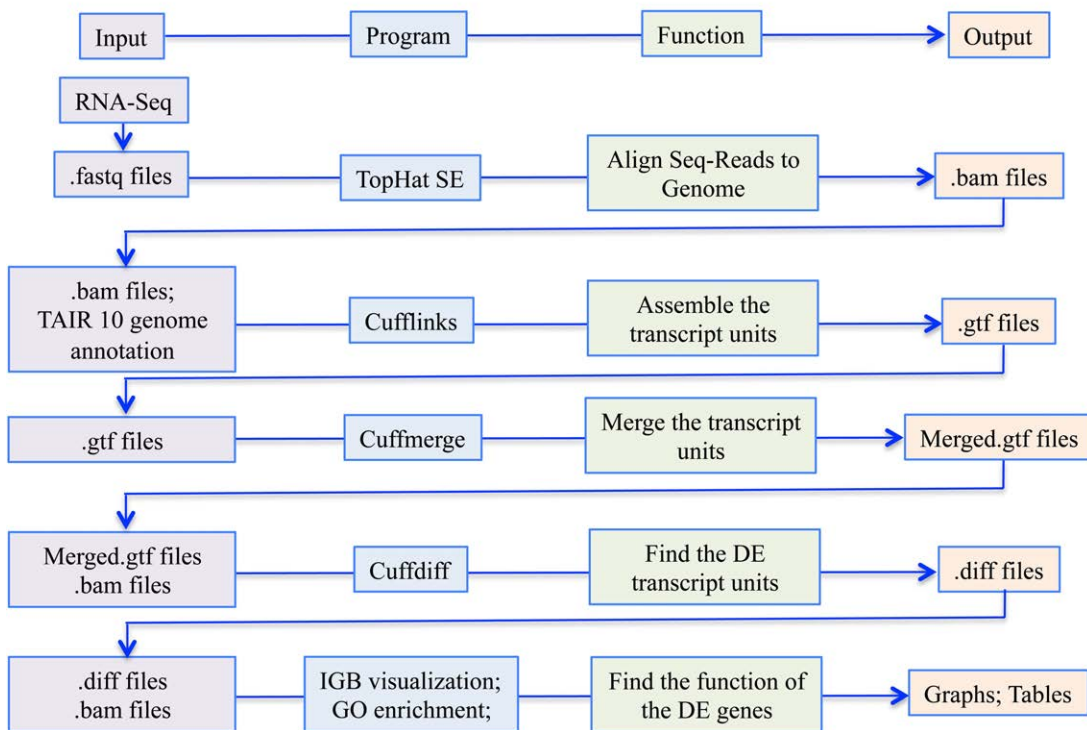 Input
Program
Function
Output
RNA-Seq
.fastq files
TopHat SE
Align Seq-Reads to
Genome
.bam files
.bam files;
TAIR 10 genome
annotation
Cufflinks
Assemble the
transcript units
.gtf files
.gtf files
Cuffmerge
Merge the transcript
units
Merged.gtf files
Merged.gtf files
.bam files
Cuffdiff
Find the DE
transcript units
.diff files
.diff files
.bam files
IGB visualization;
GO enrichment;
Find the function of
the DE genes
Graphs; Tables